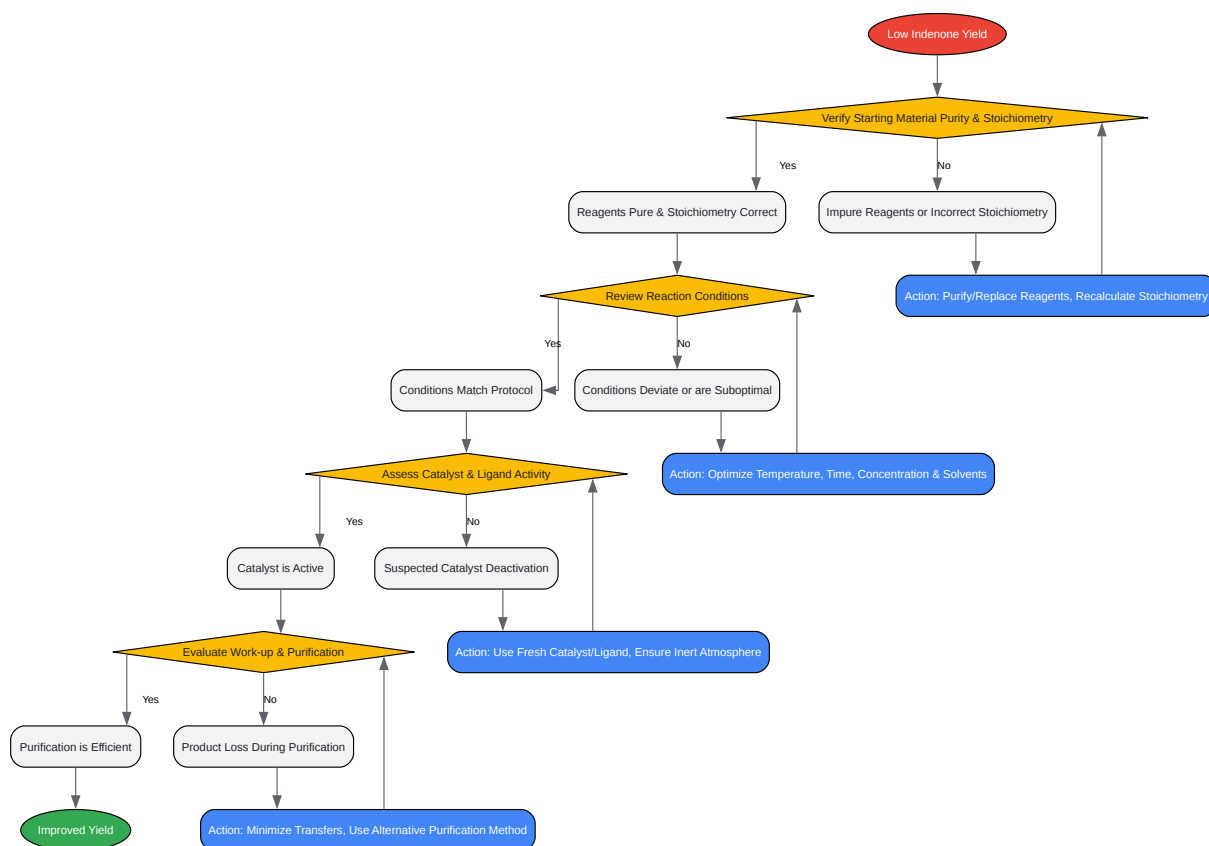 Low Indenone Yield
Verify Starting Material Purity & Stoichiometry
Yes
No
Reagents Pure & Stoichiometry Correct
Impure Reagents or Incorrect Stoichiometry
Review Reaction Conditions
Action: Purify/Replace Reagents, Recalculate Stoichiometry
Yes
No
Conditions Match Protocol
Conditions Deviate or are Suboptimal
Assess Catalyst & Ligand Activity
Action: Optimize Temperature, Time, Concentration & Solvents
Yes
No
Catalyst is Active
Suspected Catalyst Deactivation
Evaluate Work-up & Purification
Action: Use Fresh Catalyst/Ligand, Ensure Inert Atmosphere
Yes
No
Purification is Efficient
Product Loss During Purification
Improved Yield
Action: Minimize Transfers, Use Alternative Purification Method